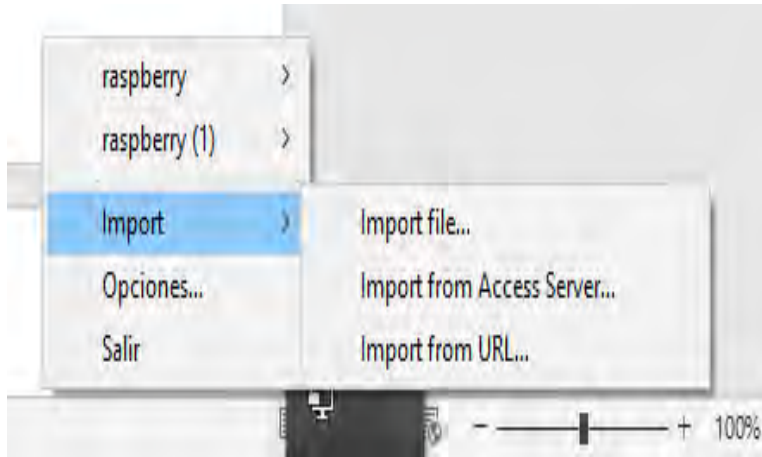 raspberry
raspberry (1)
Import
Opciones...
Salir
Import file...
Import from Access Server...
Import from URL...
100%